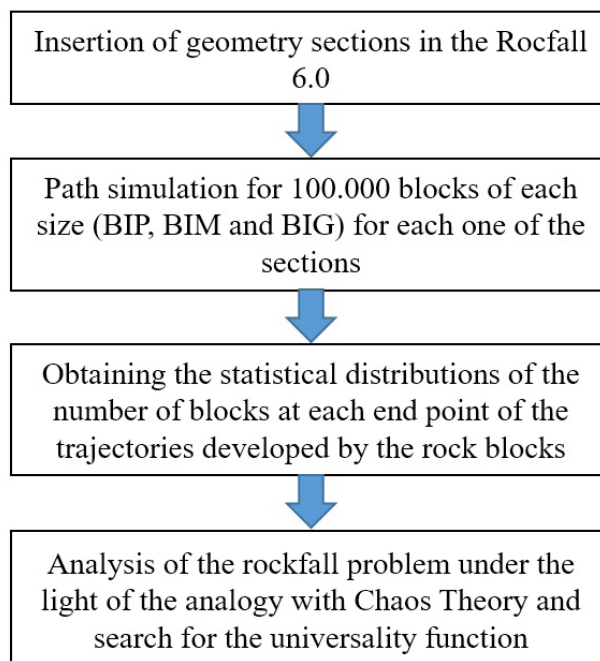 Insertion of geometry sections in the Rocfall
6.0
Path simulation for 100.000 blocks of each
size (BIP, BIM and BIG) for each one of the
sections
Obtaining the statistical distributions of the
number of blocks at each end point of the
trajectories developed by the rock blocks
Analysis of the rockfall problem under the
light of the analogy with Chaos Theory and
search for the universality function